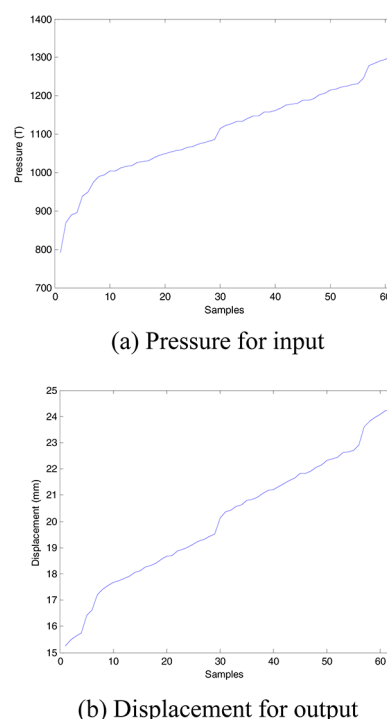 1400
1300
1200
1100
1000
900
800
700
Pressure (T)
0 10 20 30 40 50 60
Samples
(a) Pressure for input
25
24
23
22
21
20
19
18
17
16
15
Displacement (mm)
0 10 20 30 40 50 60
Samples
(b) Displacement for output